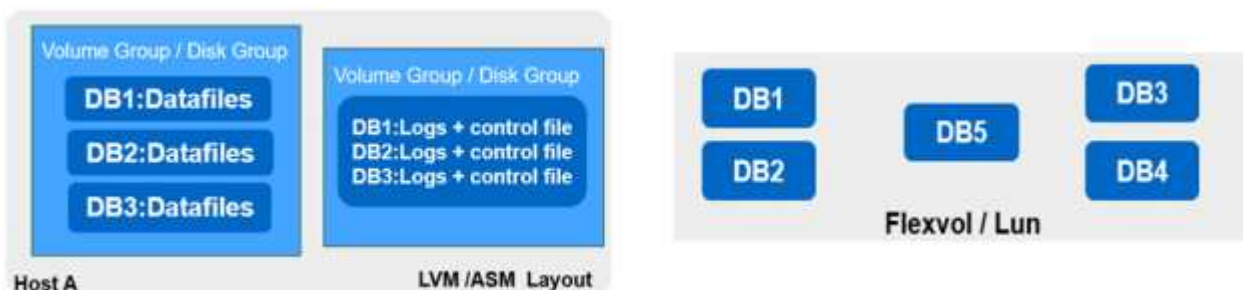 Volume Group / Disk Group
DB1:Datafiles
DB2:Datafiles
DB3:Datafiles
Volume Group / Disk Group
DB1:Logs + control file
DB2:Logs + control file
DB3:Logs + control file
Host A
LVM /ASM Layout
DB1
DB2
DB5
DB3
DB4
Flexvol / Lun